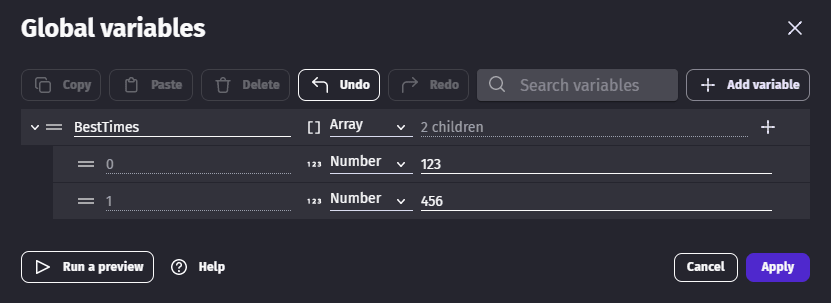 Global variables
Copy Paste Delete Undo Redo Search variables Add variable
BestTimes [] Array 2 children
0 123 Number 123
1 123 Number 456
Run a preview Help Cancel Apply